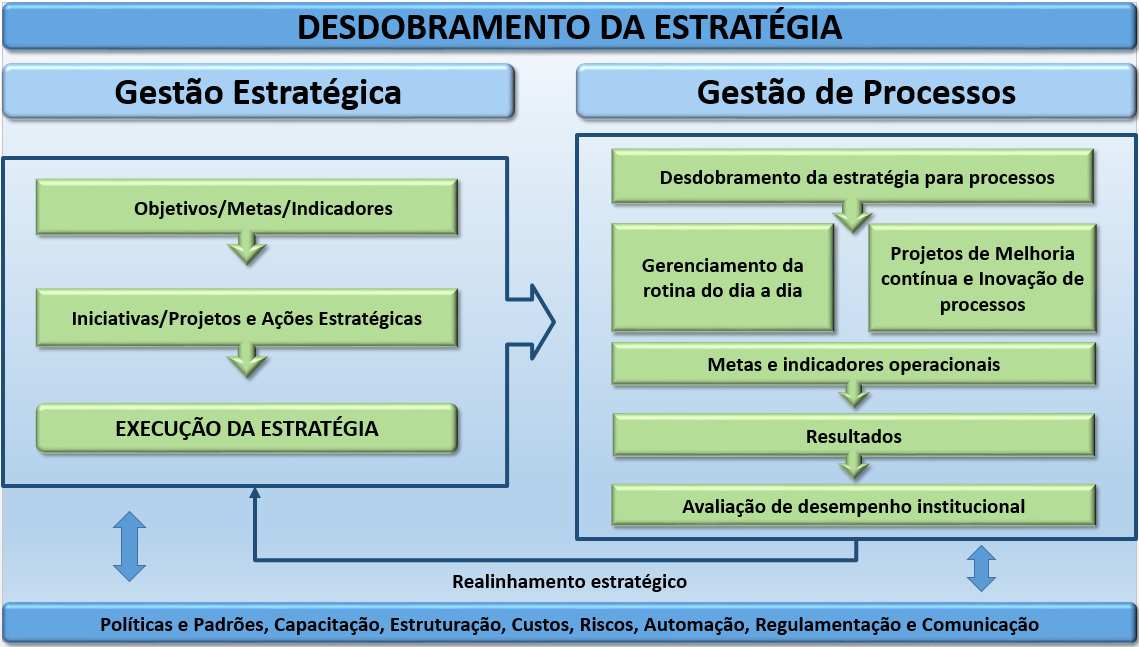 DESDOBRAMENTO DA ESTRATÉGIA
Gestão Estratégica
Objetivos/Metas/Indicadores
Iniciativas/Projetos e Ações Estratégicas
EXECUÇÃO DA ESTRATÉGIA
Gestão de Processos
Desdobramento da estratégia para processos
Gerenciamento da
rotina do dia a dia
Projetos de Melhoria
contínua e Inovação de
processos
Metas e indicadores operacionais
Resultados
Avaliação de desempenho institucional
Realinhamento estratégico
Políticas e Padrões, Capacitação, Estruturação, Custos, Riscos, Automação, Regulamentação e Comunicação